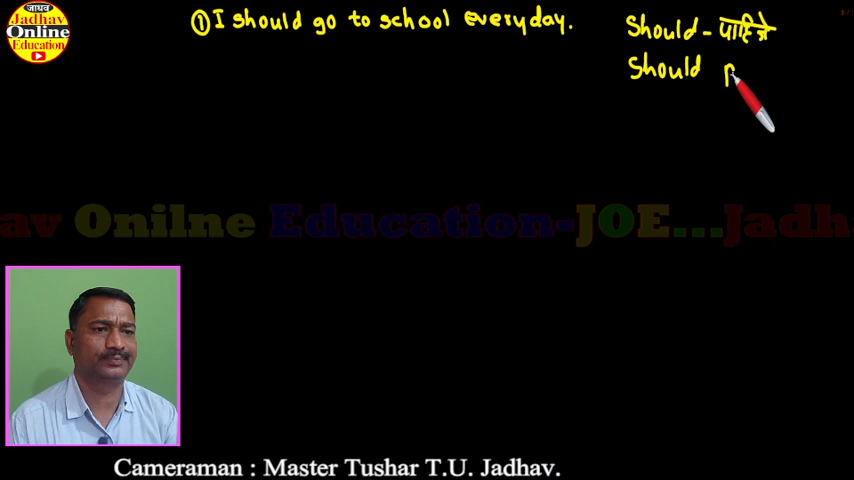 जाधव
Jadhav
Online
Education
① I should go to school everyday.
Should - पाहिजे
Should
av Onilne Education-JOE...Jadha
Cameraman : Master Tushar T.U. Jadhav.